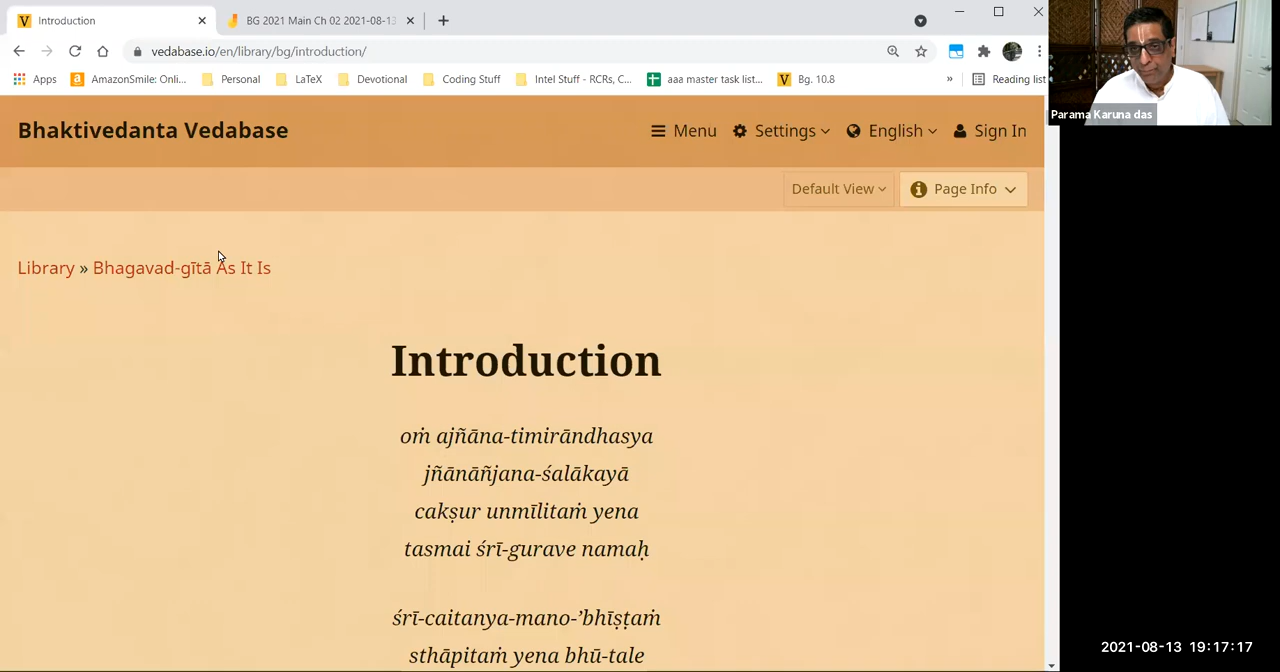 Introduction
BG 2021 Main Ch 02 2021-08-13
vedabase.io/en/library/bg/introduction/
Apps
AmazonSmile: Onli...
Personal
LaTeX
Devotional
Coding Stuff
Intel Stuff - RCRs, C...
aaa master task list...
Bg. 10.8
»
Reading list
Parama Karuna das
Bhaktivedanta Vedabase
Menu
Settings
English
Sign In
Default View
Page Info
Library » Bhagavad-gītā As It Is
Introduction
oṁ ajñāna-timirāndhasya
jñānāñjana-śalākayā
cakṣur unmīlitaṁ yena
tasmai śrī-gurave namaḥ
śrī-caitanya-mano-’bhīṣṭaṁ
sthāpitaṁ yena bhū-tale
2021-08-13 19:17:17